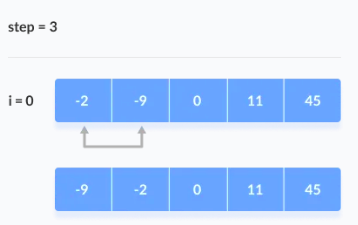 step = 3
i = 0 -2 -9 0 11 45
-9 -2 0 11 45